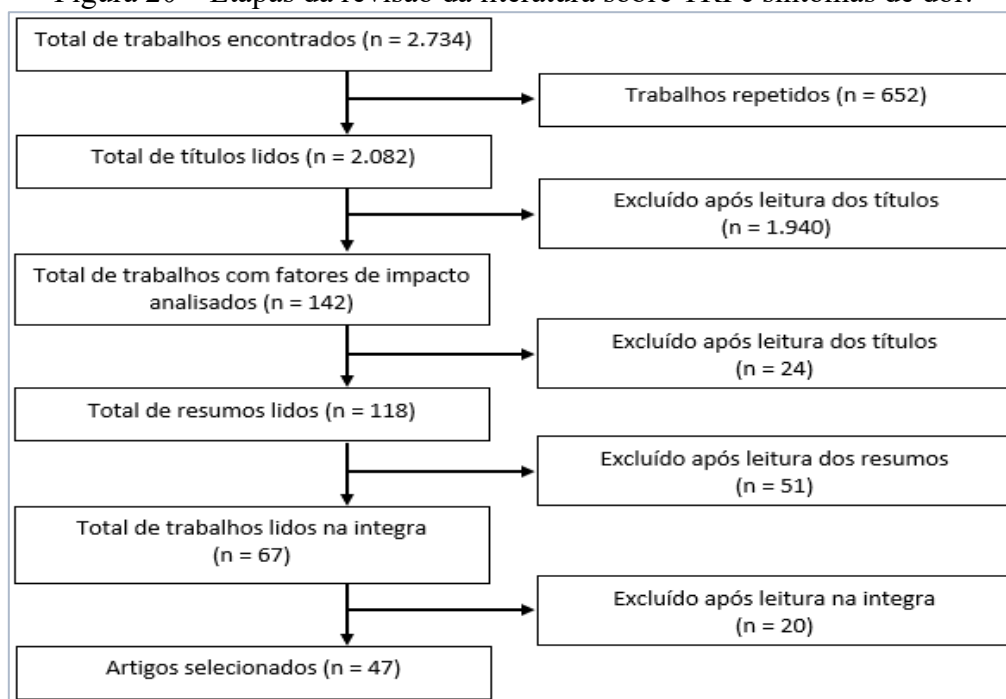 Total de trabalhos encontrados (n = 2.734)
Trabalhos repetidos (n = 652)
Total de títulos lidos (n = 2.082)
Excluído após leitura dos títulos
(n = 1.940)
Total de trabalhos com fatores de impacto
analisados (n = 142)
Excluído após leitura dos títulos
(n = 24)
Total de resumos lidos (n = 118)
Excluído após leitura dos resumos
(n = 51)
Total de trabalhos lidos na integra
(n = 67)
Excluído após leitura na integra
(n = 20)
Artigos selecionados (n = 47)